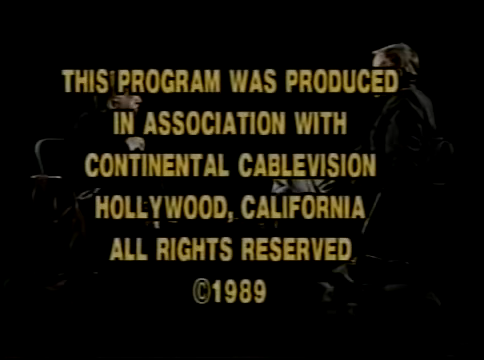 THIS PROGRAM WAS PRODUCED
IN ASSOCIATION WITH
CONTINENTAL CABLEVISION
HOLLYWOOD, CALIFORNIA
ALL RIGHTS RESERVED
©1989